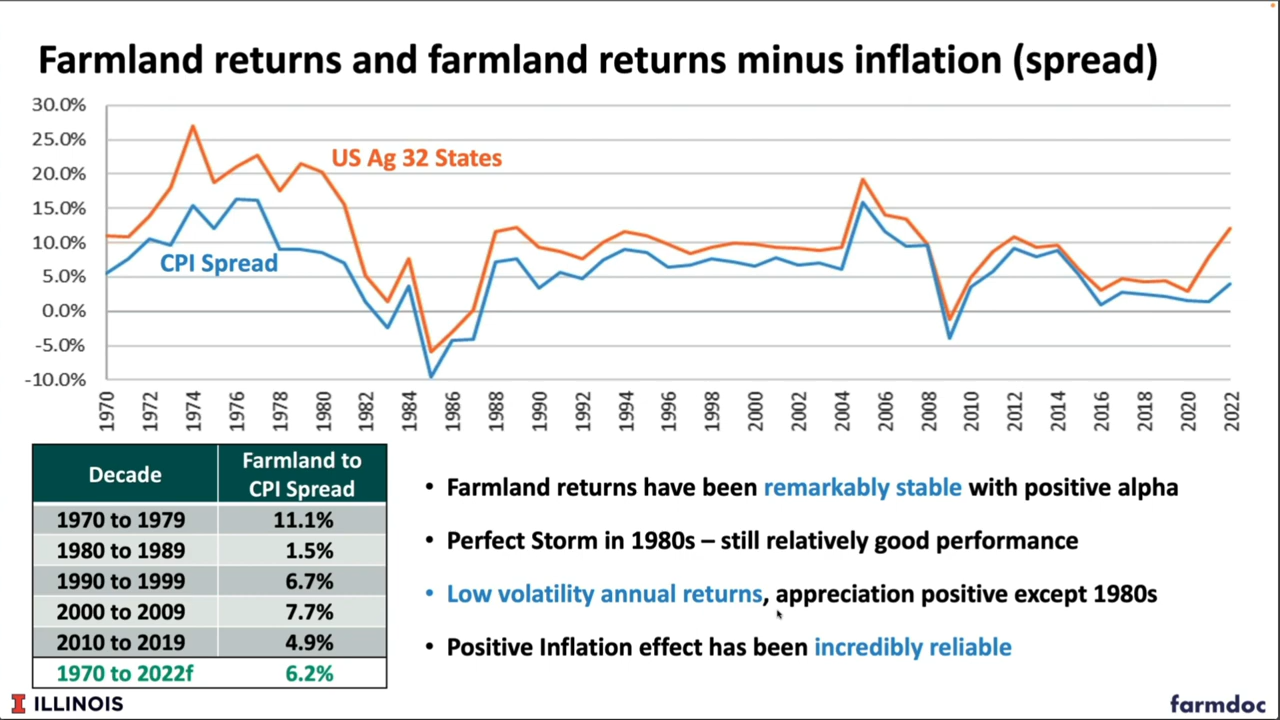 Farmland returns and farmland returns minus inflation (spread)
30.0%
25.0%
20.0%
15.0%
10.0%
5.0%
0.0%
-5.0%
-10.0%
US Ag 32 States
CPI Spread
1970 1972 1974 1976 1978 1980 1982 1984 1986 1988 1990 1992 1994 1996 1998 2000 2002 2004 2006 2008 2010 2012 2014 2016 2018 2020 2022
Decade Farmland to
CPI Spread
1970 to 1979 11.1%
1980 to 1989 1.5%
1990 to 1999 6.7%
2000 to 2009 7.7%
2010 to 2019 4.9%
1970 to 2022f 6.2%
• Farmland returns have been remarkably stable with positive alpha
• Perfect Storm in 1980s – still relatively good performance
• Low volatility annual returns, appreciation positive except 1980s
• Positive Inflation effect has been incredibly reliable
I ILLINOIS
farmdoc